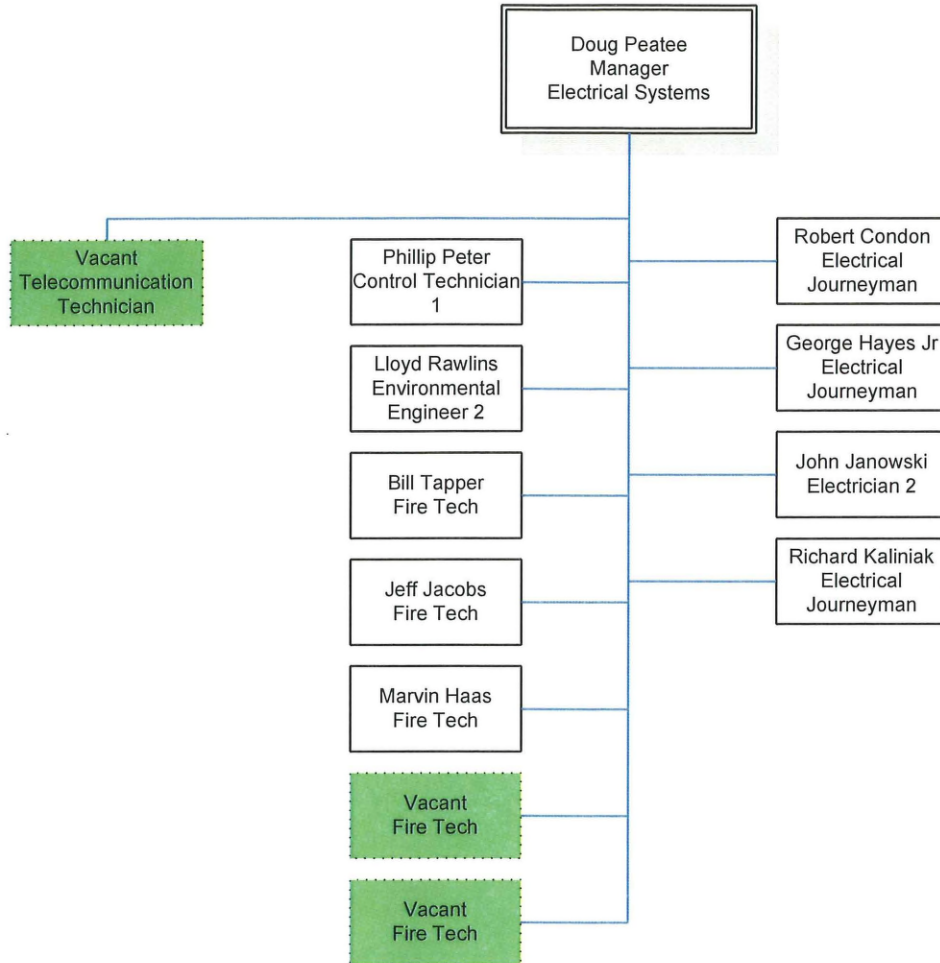 Doug Peatee
Manager
Electrical Systems
Vacant
Telecommunication
Technician
Phillip Peter
Control Technician
1
Lloyd Rawlins
Environmental
Engineer 2
Bill Tapper
Fire Tech
Jeff Jacobs
Fire Tech
Marvin Haas
Fire Tech
Vacant
Fire Tech
Vacant
Fire Tech
Robert Condon
Electrical
Journeyman
George Hayes Jr
Electrical
Journeyman
John Janowski
Electrician 2
Richard Kaliniak
Electrical
Journeyman